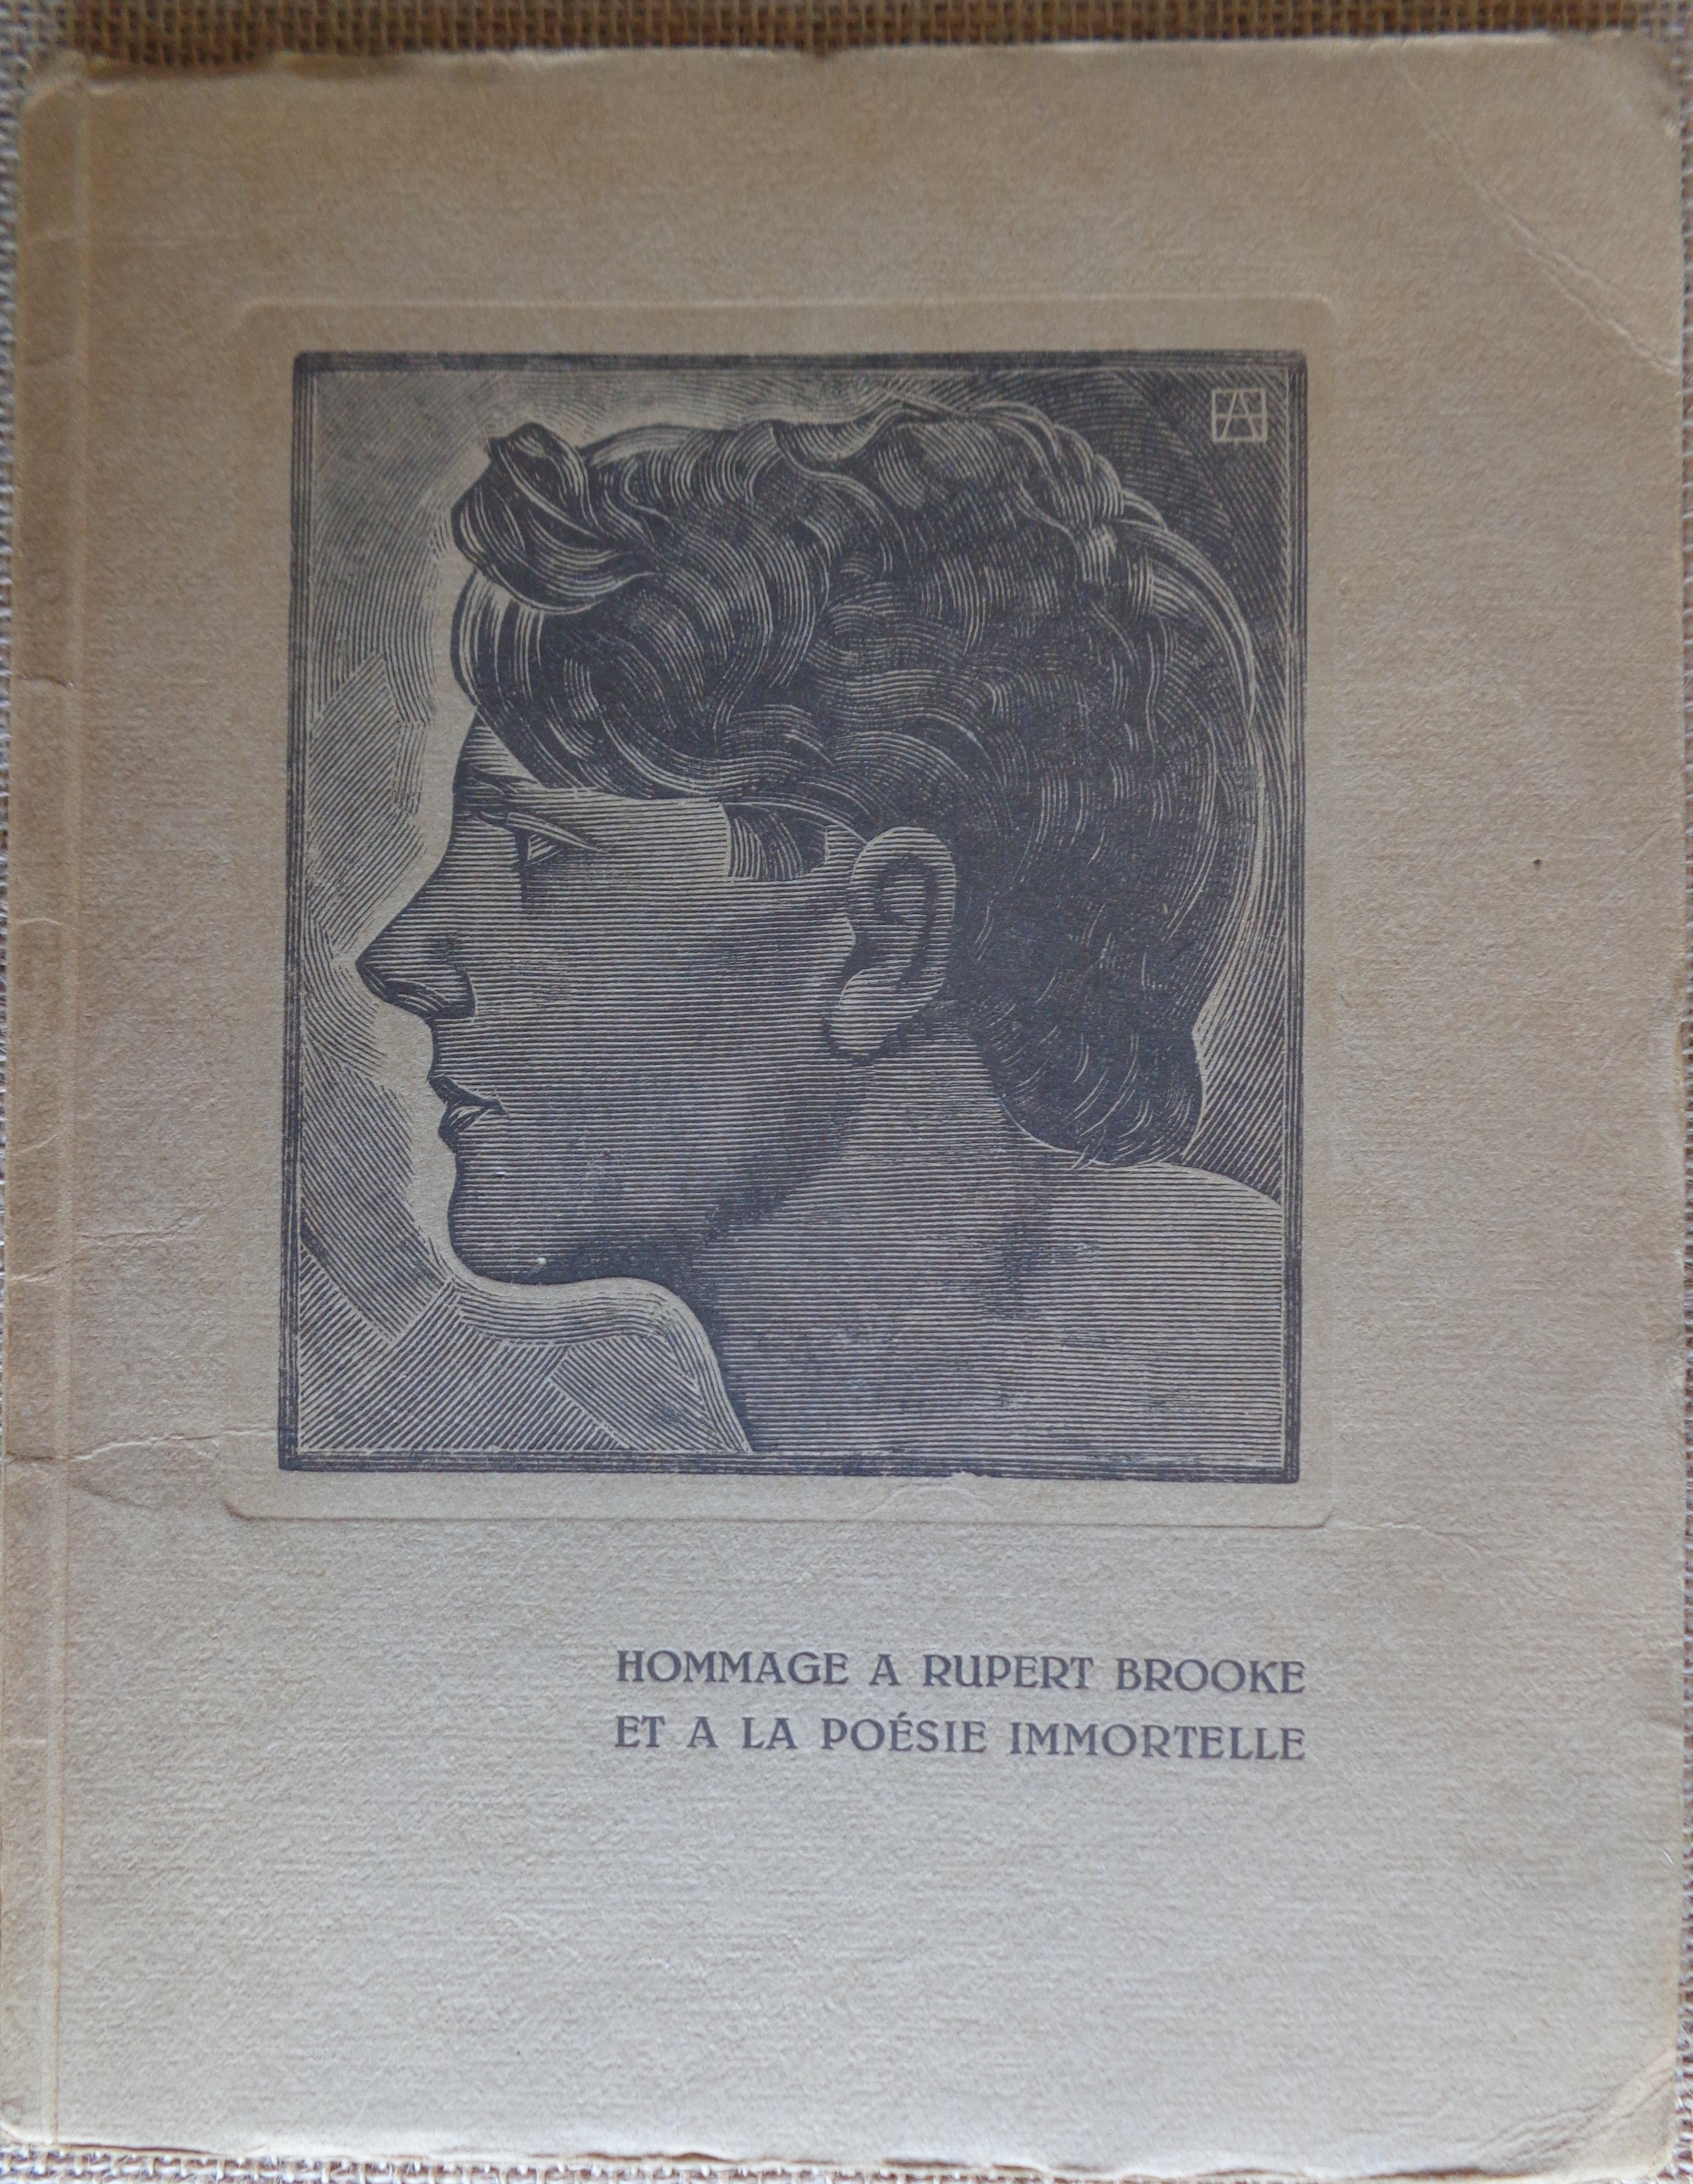 HOMMAGE A RUPERT BROOKE
ET A LA POÉSIE IMMORTELLE